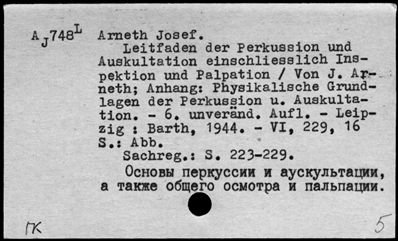 AJ748L Arneth Josef.
Leitfaden der Perkussion und
Auskultation einschliesslich Ins-
pektion und Palpation / Von J. Ar-
neth; Anhang: Physikalische Grund-
lagen der Perkussion u. Auskulta-
tion. - 6. unveränd. Aufl. - Leip-
zig : Barth, 1944. - VI, 229, 16
S.: Abb.
Sachreg.: S. 223-229.
Основы перкуссии и аускультации,
а также общего осмотра и пальпации.
ГК 5